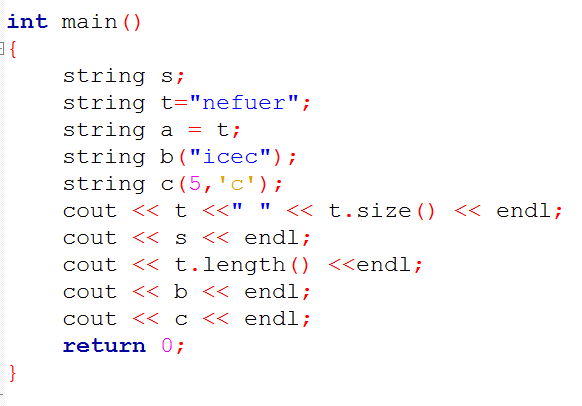 int main()
{
    string s;
    string t="nefuer";
    string a = t;
    string b("icec");
    string c(5,'c');
    cout << t <<" " << t.size() << endl;
    cout << s << endl;
    cout << t.length() <<endl;
    cout << b << endl;
    cout << c << endl;
    return 0;
}